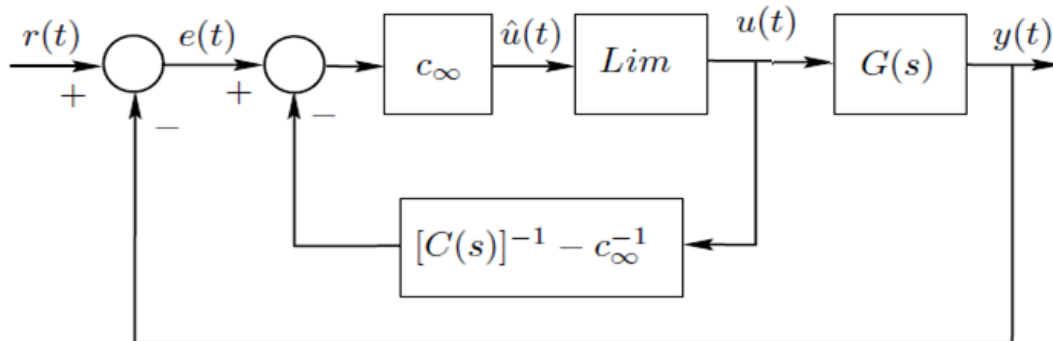 r(t) e(t) û(t) u(t) y(t)
c∞ Lim G(s)
+ − + −
[C(s)]⁻¹ − c∞⁻¹